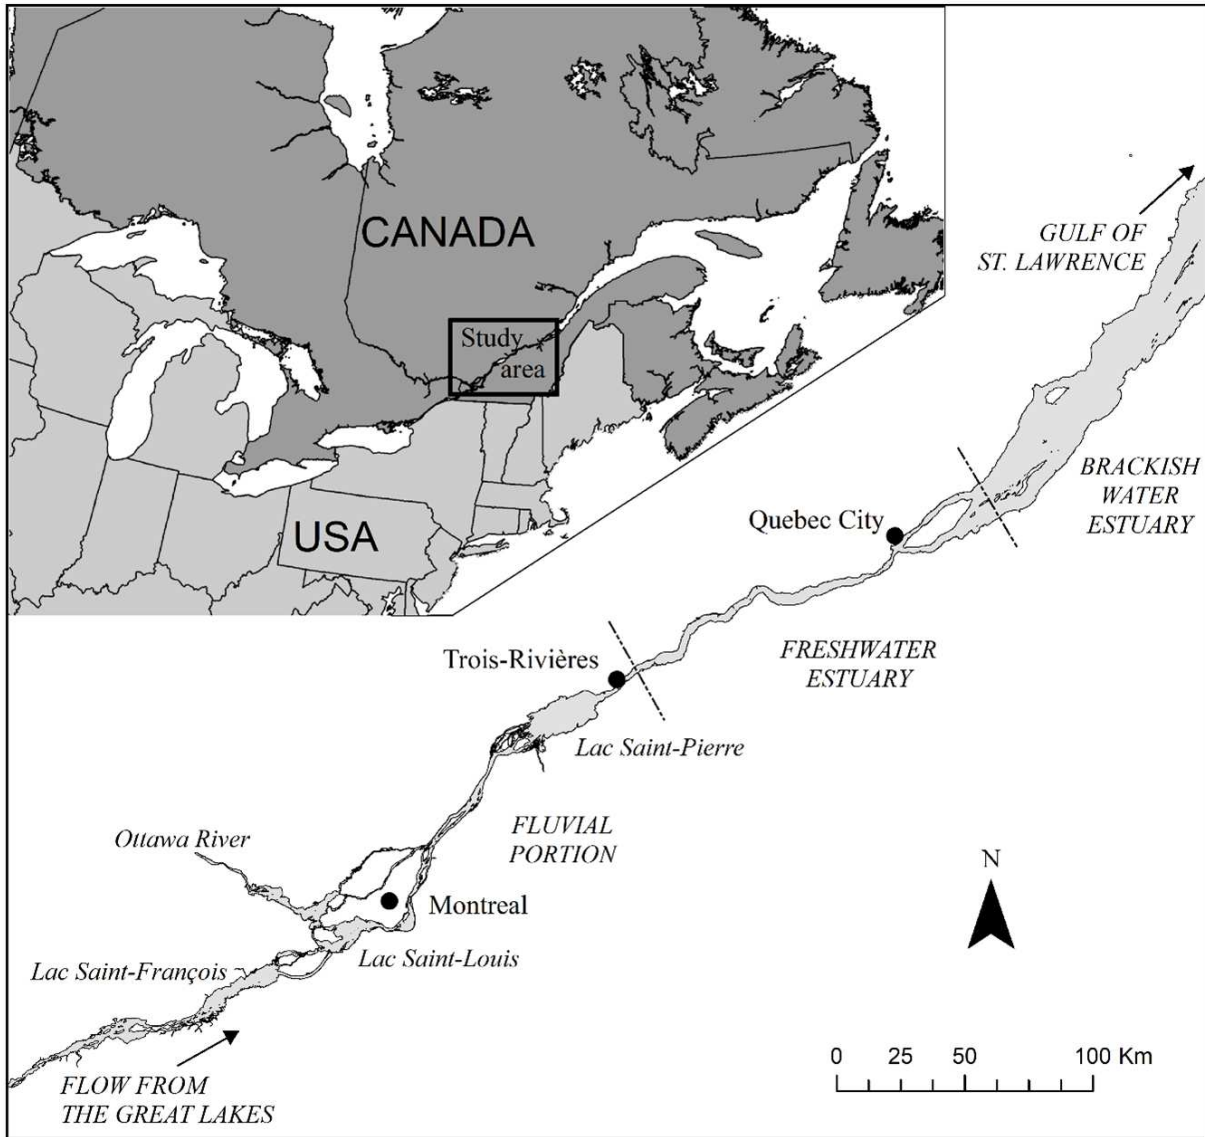 CANADA
Study
area
USA
GULF OF
ST. LAWRENCE
BRACKISH
WATER
ESTUARY
Quebec City
FRESHWATER
ESTUARY
Trois-Rivières
Lac Saint-Pierre
FLUVIAL
PORTION
Ottawa River
Montreal
Lac Saint-Louis
Lac Saint-François
FLOW FROM
THE GREAT LAKES
N
0 25 50 100 Km